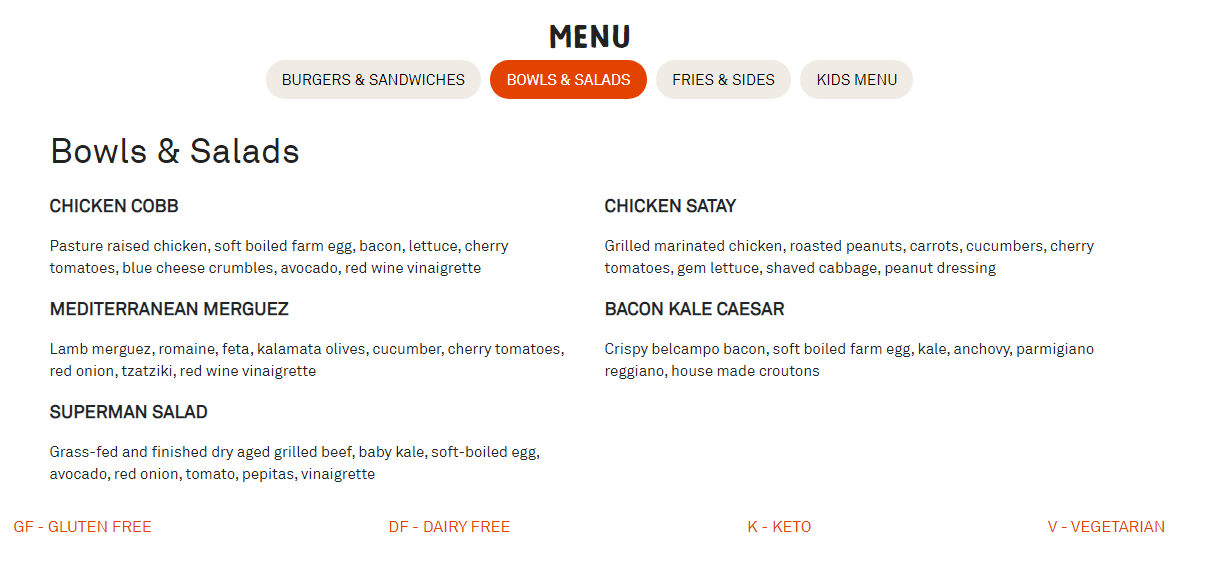 MENU
BURGERS & SANDWICHES
BOWLS & SALADS
FRIES & SIDES
KIDS MENU
Bowls & Salads
CHICKEN COBB
Pasture raised chicken, soft boiled farm egg, bacon, lettuce, cherry
tomatoes, blue cheese crumbles, avocado, red wine vinaigrette
CHICKEN SATAY
Grilled marinated chicken, roasted peanuts, carrots, cucumbers, cherry
tomatoes, gem lettuce, shaved cabbage, peanut dressing
MEDITERRANEAN MERGUEZ
Lamb merguez, romaine, feta, kalamata olives, cucumber, cherry tomatoes,
red onion, tzatziki, red wine vinaigrette
BACON KALE CAESAR
Crispy belcampo bacon, soft boiled farm egg, kale, anchovy, parmigiano
reggiano, house made croutons
SUPERMAN SALAD
Grass-fed and finished dry aged grilled beef, baby kale, soft-boiled egg,
avocado, red onion, tomato, pepitas, vinaigrette
GF - GLUTEN FREE
DF - DAIRY FREE
K - KETO
V - VEGETARIAN